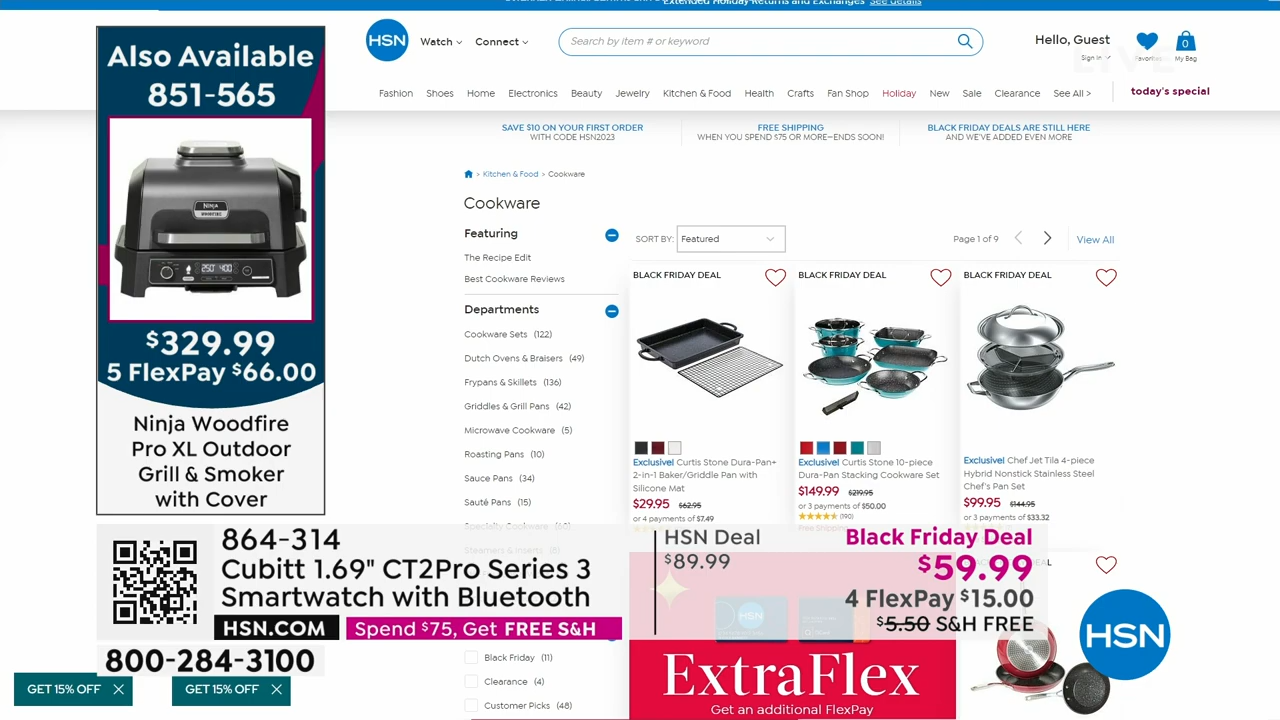 Extended Holiday Returns and Exchanges See details
Also Available
851-565
NINJA
WOODFIRE
$329.99
5 FlexPay $66.00
Ninja Woodfire
Pro XL Outdoor
Grill & Smoker
with Cover
HSN
Watch
Connect
Search by item # or keyword
Hello, Guest
Sign In
Favorites
0
My Bag
LIVE
Fashion
Shoes
Home
Electronics
Beauty
Jewelry
Kitchen & Food
Health
Crafts
Fan Shop
Holiday
New
Sale
Clearance
See All >
today's special
SAVE $10 ON YOUR FIRST ORDER
WITH CODE HSN2023
FREE SHIPPING
WHEN YOU SPEND $75 OR MORE—ENDS SOON!
BLACK FRIDAY DEALS ARE STILL HERE
AND WE'VE ADDED EVEN MORE
> Kitchen & Food > Cookware
Cookware
Featuring
The Recipe Edit
Best Cookware Reviews
Departments
Cookware Sets (122)
Dutch Ovens & Braisers (49)
Frypans & Skillets (136)
Griddles & Grill Pans (42)
Microwave Cookware (5)
Roasting Pans (10)
Sauce Pans (34)
Sauté Pans (15)
Specialty Cookware (60)
SORT BY:
Featured
Page 1 of 9
View All
BLACK FRIDAY DEAL
Exclusive! Curtis Stone Dura-Pan+
2-in-1 Baker/Griddle Pan with
Silicone Mat
$29.95 $62.95
or 4 payments of $7.49
BLACK FRIDAY DEAL
Exclusive! Curtis Stone 10-piece
Dura-Pan Stacking Cookware Set
$149.99 $219.95
or 3 payments of $50.00
(190)
Free Shipping
BLACK FRIDAY DEAL
Exclusive! Chef Jet Tila 4-piece
Hybrid Nonstick Stainless Steel
Chef's Pan Set
$99.95 $144.95
or 3 payments of $33.32
864-314
Cubitt 1.69" CT2Pro Series 3
Smartwatch with Bluetooth
HSN.COM
Spend $75, Get FREE S&H
800-284-3100
HSN Deal
$89.99
Black Friday Deal
$59.99
4 FlexPay $15.00
$5.50 S&H FREE
HSN
HSN
GET 15% OFF
GET 15% OFF
Black Friday (11)
Clearance (4)
Customer Picks (48)
ExtraFlex
Get an additional FlexPay